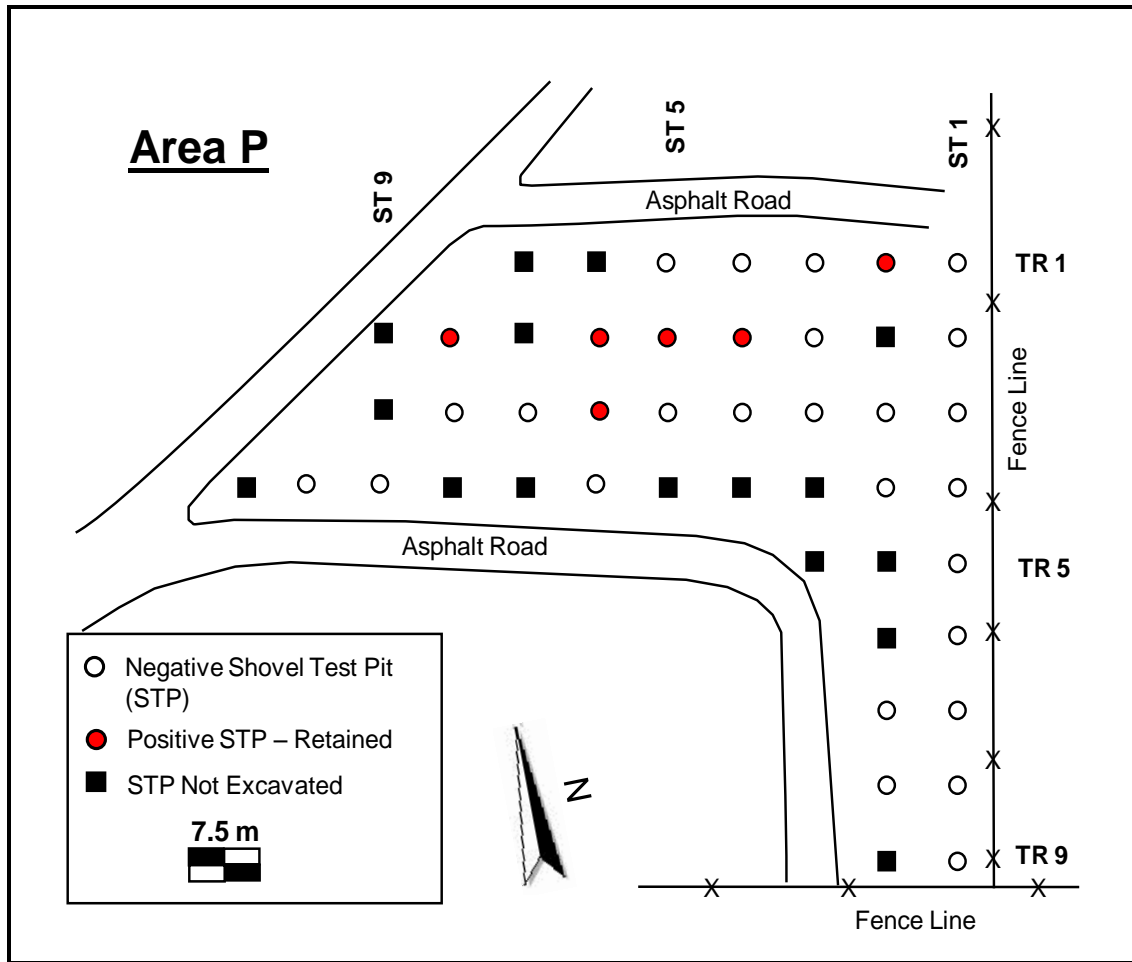 Area P
ST 9
ST 5
ST 1
Asphalt Road
TR 1
Fence Line
Asphalt Road
TR 5
Negative Shovel Test Pit
(STP)
Positive STP – Retained
STP Not Excavated
7.5 m
N
TR 9
Fence Line